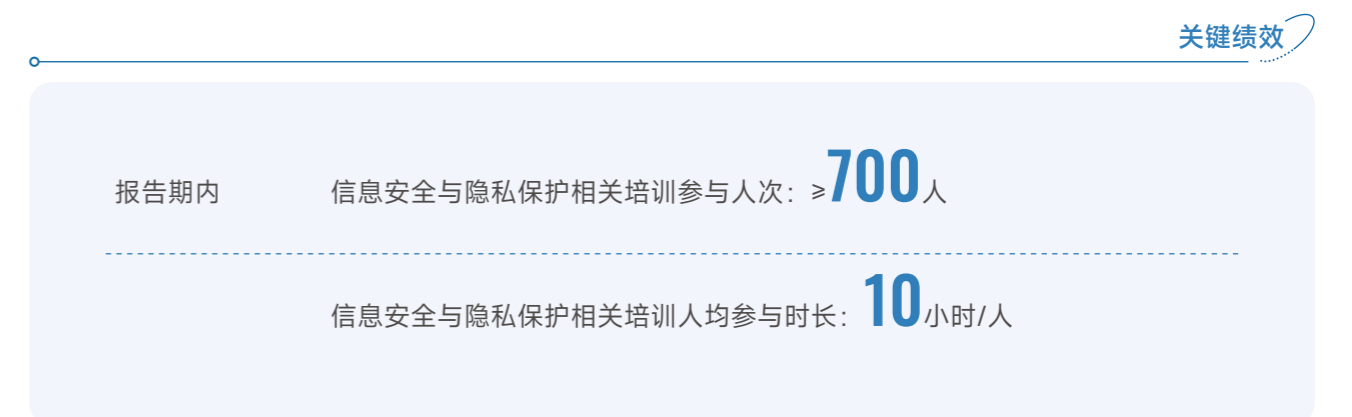 关键绩效
报告期内 信息安全与隐私保护相关培训参与人次：≥700人
信息安全与隐私保护相关培训人均参与时长：10小时/人